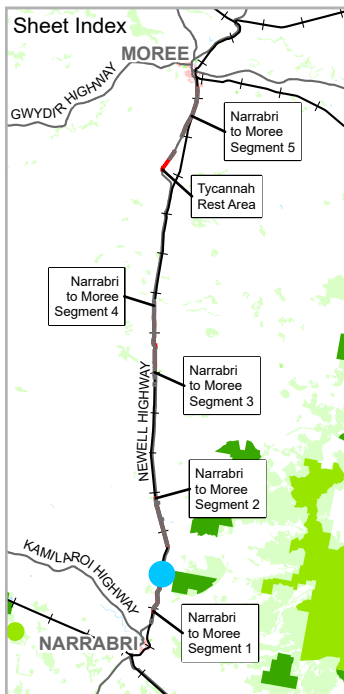 Sheet Index
MOREE
GWYDIR HIGHWAY
Narrabri
to Moree
Segment 5
Tycannah
Rest Area
Narrabri
to Moree
Segment 4
Narrabri
to Moree
Segment 3
NEWELL HIGHWAY
Narrabri
to Moree
Segment 2
KAMILAROI HIGHWAY
Narrabri
to Moree
Segment 1
NARRABRI